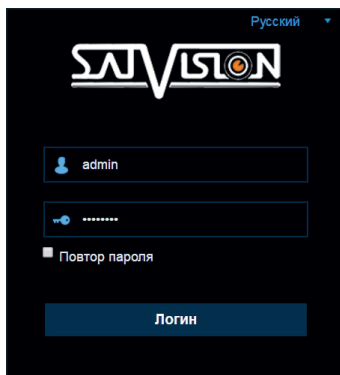 Русский
SATVISION
admin
••••••••
Повтор пароля
Логин